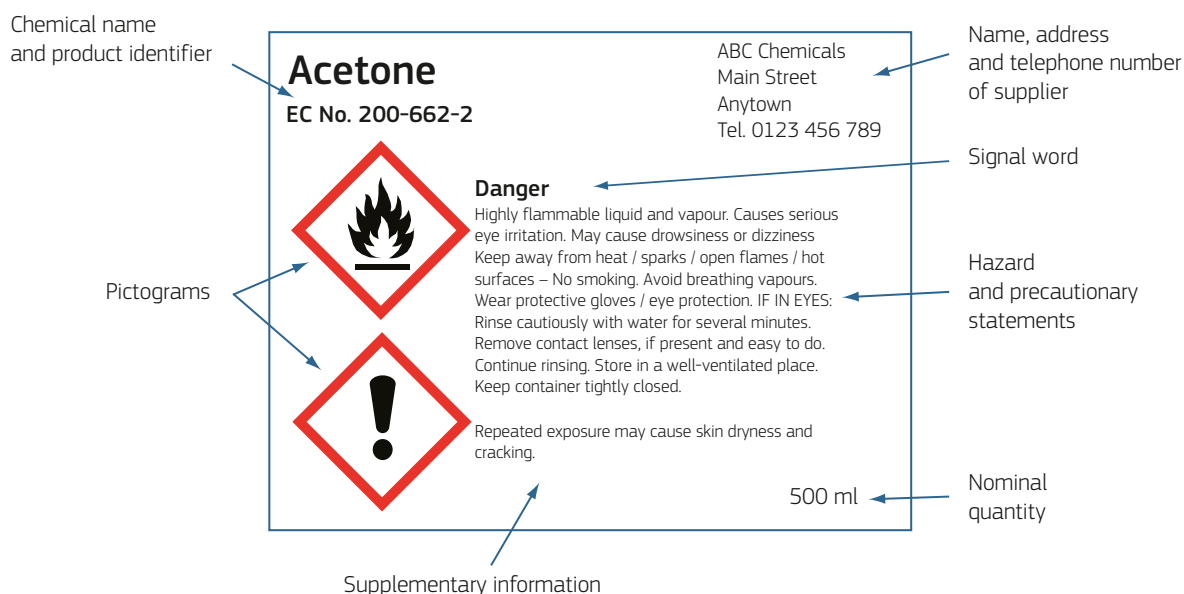 Chemical name
and product identifier
Acetone
EC No. 200-662-2
ABC Chemicals
Main Street
Anytown
Tel. 0123 456 789
Name, address
and telephone number
of supplier
Signal word
Danger
Highly flammable liquid and vapour. Causes serious
eye irritation. May cause drowsiness or dizziness
Keep away from heat / sparks / open flames / hot
surfaces – No smoking. Avoid breathing vapours.
Wear protective gloves / eye protection. IF IN EYES:
Rinse cautiously with water for several minutes.
Remove contact lenses, if present and easy to do.
Continue rinsing. Store in a well-ventilated place.
Keep container tightly closed.
Hazard
and precautionary
statements
Pictograms
Repeated exposure may cause skin dryness and
cracking.
500 ml
Nominal
quantity
Supplementary information